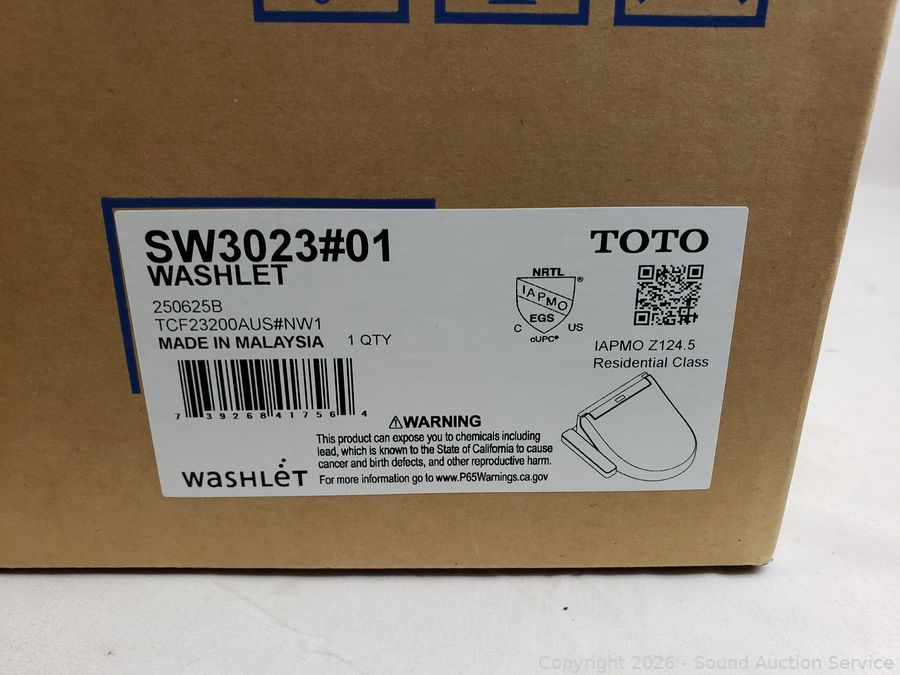 SW3023#01
WASHLET
TOTO
250625B
TCF23200AUS#NW1
MADE IN MALAYSIA 1 QTY
NRTL
®
IAPMO
EGS
C US
cUPC®
IAPMO Z124.5
Residential Class
7 39268 41756 4
⚠WARNING
This product can expose you to chemicals including
lead, which is known to the State of California to cause
cancer and birth defects, and other reproductive harm.
For more information go to www.P65Warnings.ca.gov
WASHLET
Copyright 2026 - Sound Auction Service